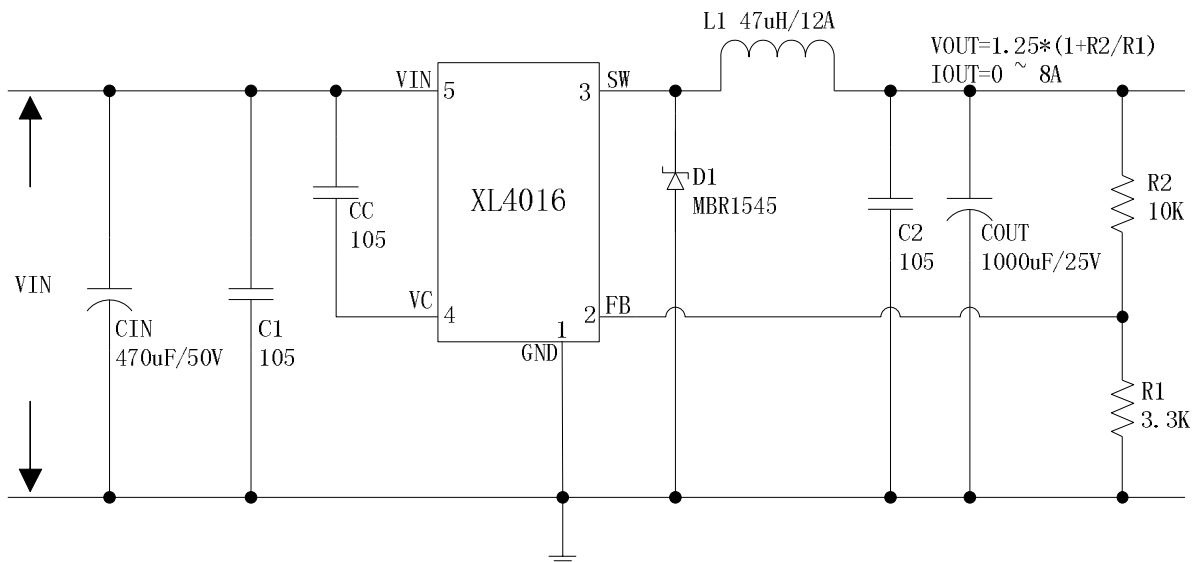 L1 47uH/12A
VOUT=1.25*(1+R2/R1)
IOUT=0 ~ 8A
VIN
5
3
SW
XL4016
CC
105
D1
MBR1545
R2
10K
C2
105
COUT
1000uF/25V
VIN
VC
4
2
FB
1
GND
CIN
470uF/50V
C1
105
R1
3.3K